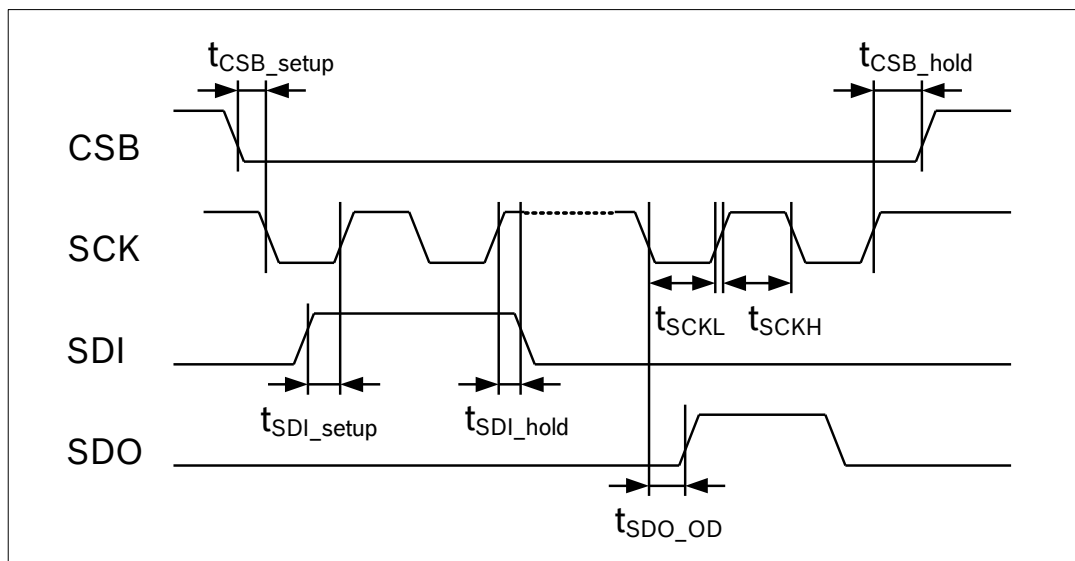 tCSB_setup
tCSB_hold
CSB
SCK
tSCKL
tSCKH
SDI
tSDI_setup
tSDI_hold
SDO
tSDO_OD